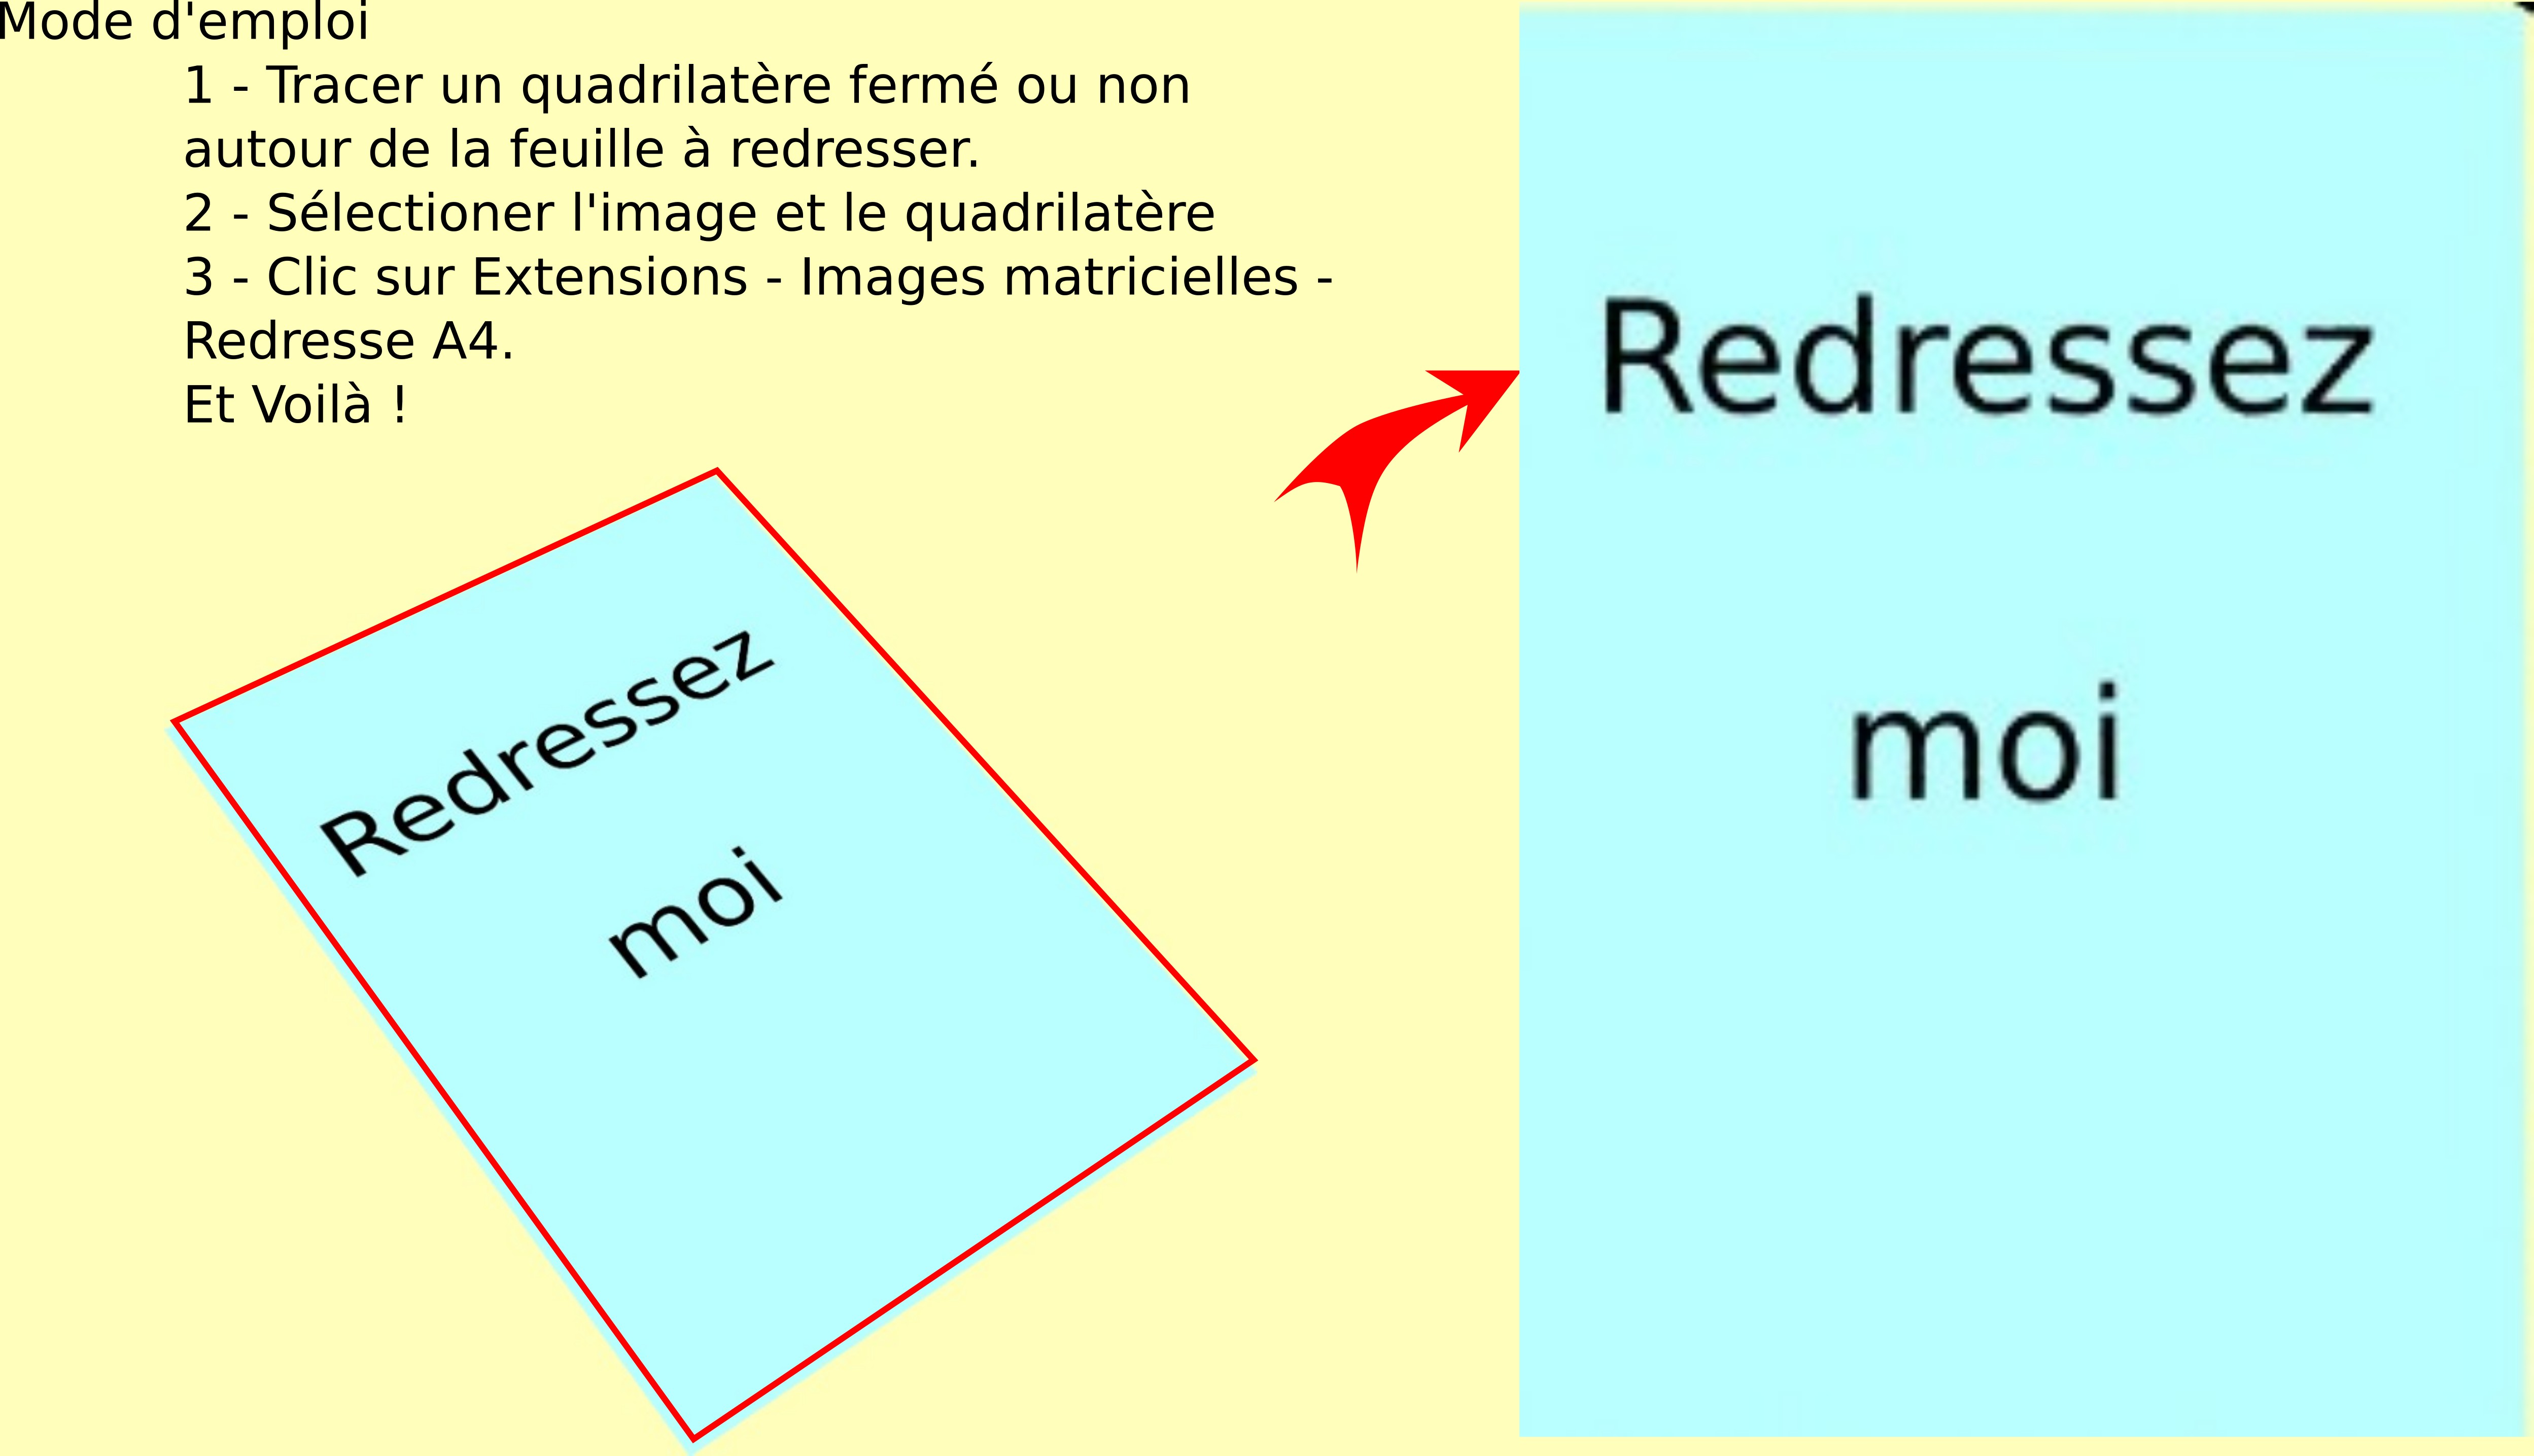 Mode d'emploi
1 - Tracer un quadrilatère fermé ou non
autour de la feuille à redresser.
2 - Sélectioner l'image et le quadrilatère
3 - Clic sur Extensions - Images matricielles -
Redresse A4.
Et Voilà !
Redressez
moi
Redressez
moi